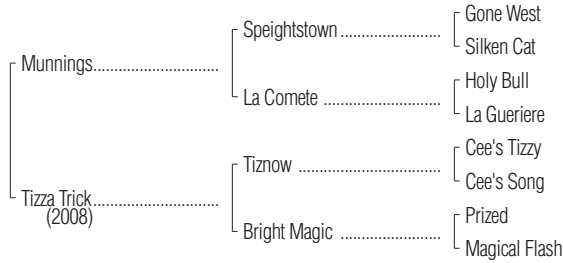 Gone West
Speightstown
Silken Cat
Munnings
Holy Bull
La Comete
La Gueriere
Cee's Tizzy
Tiznow
Cee's Song
Tizza Trick
(2008)
Prized
Bright Magic
Magical Flash